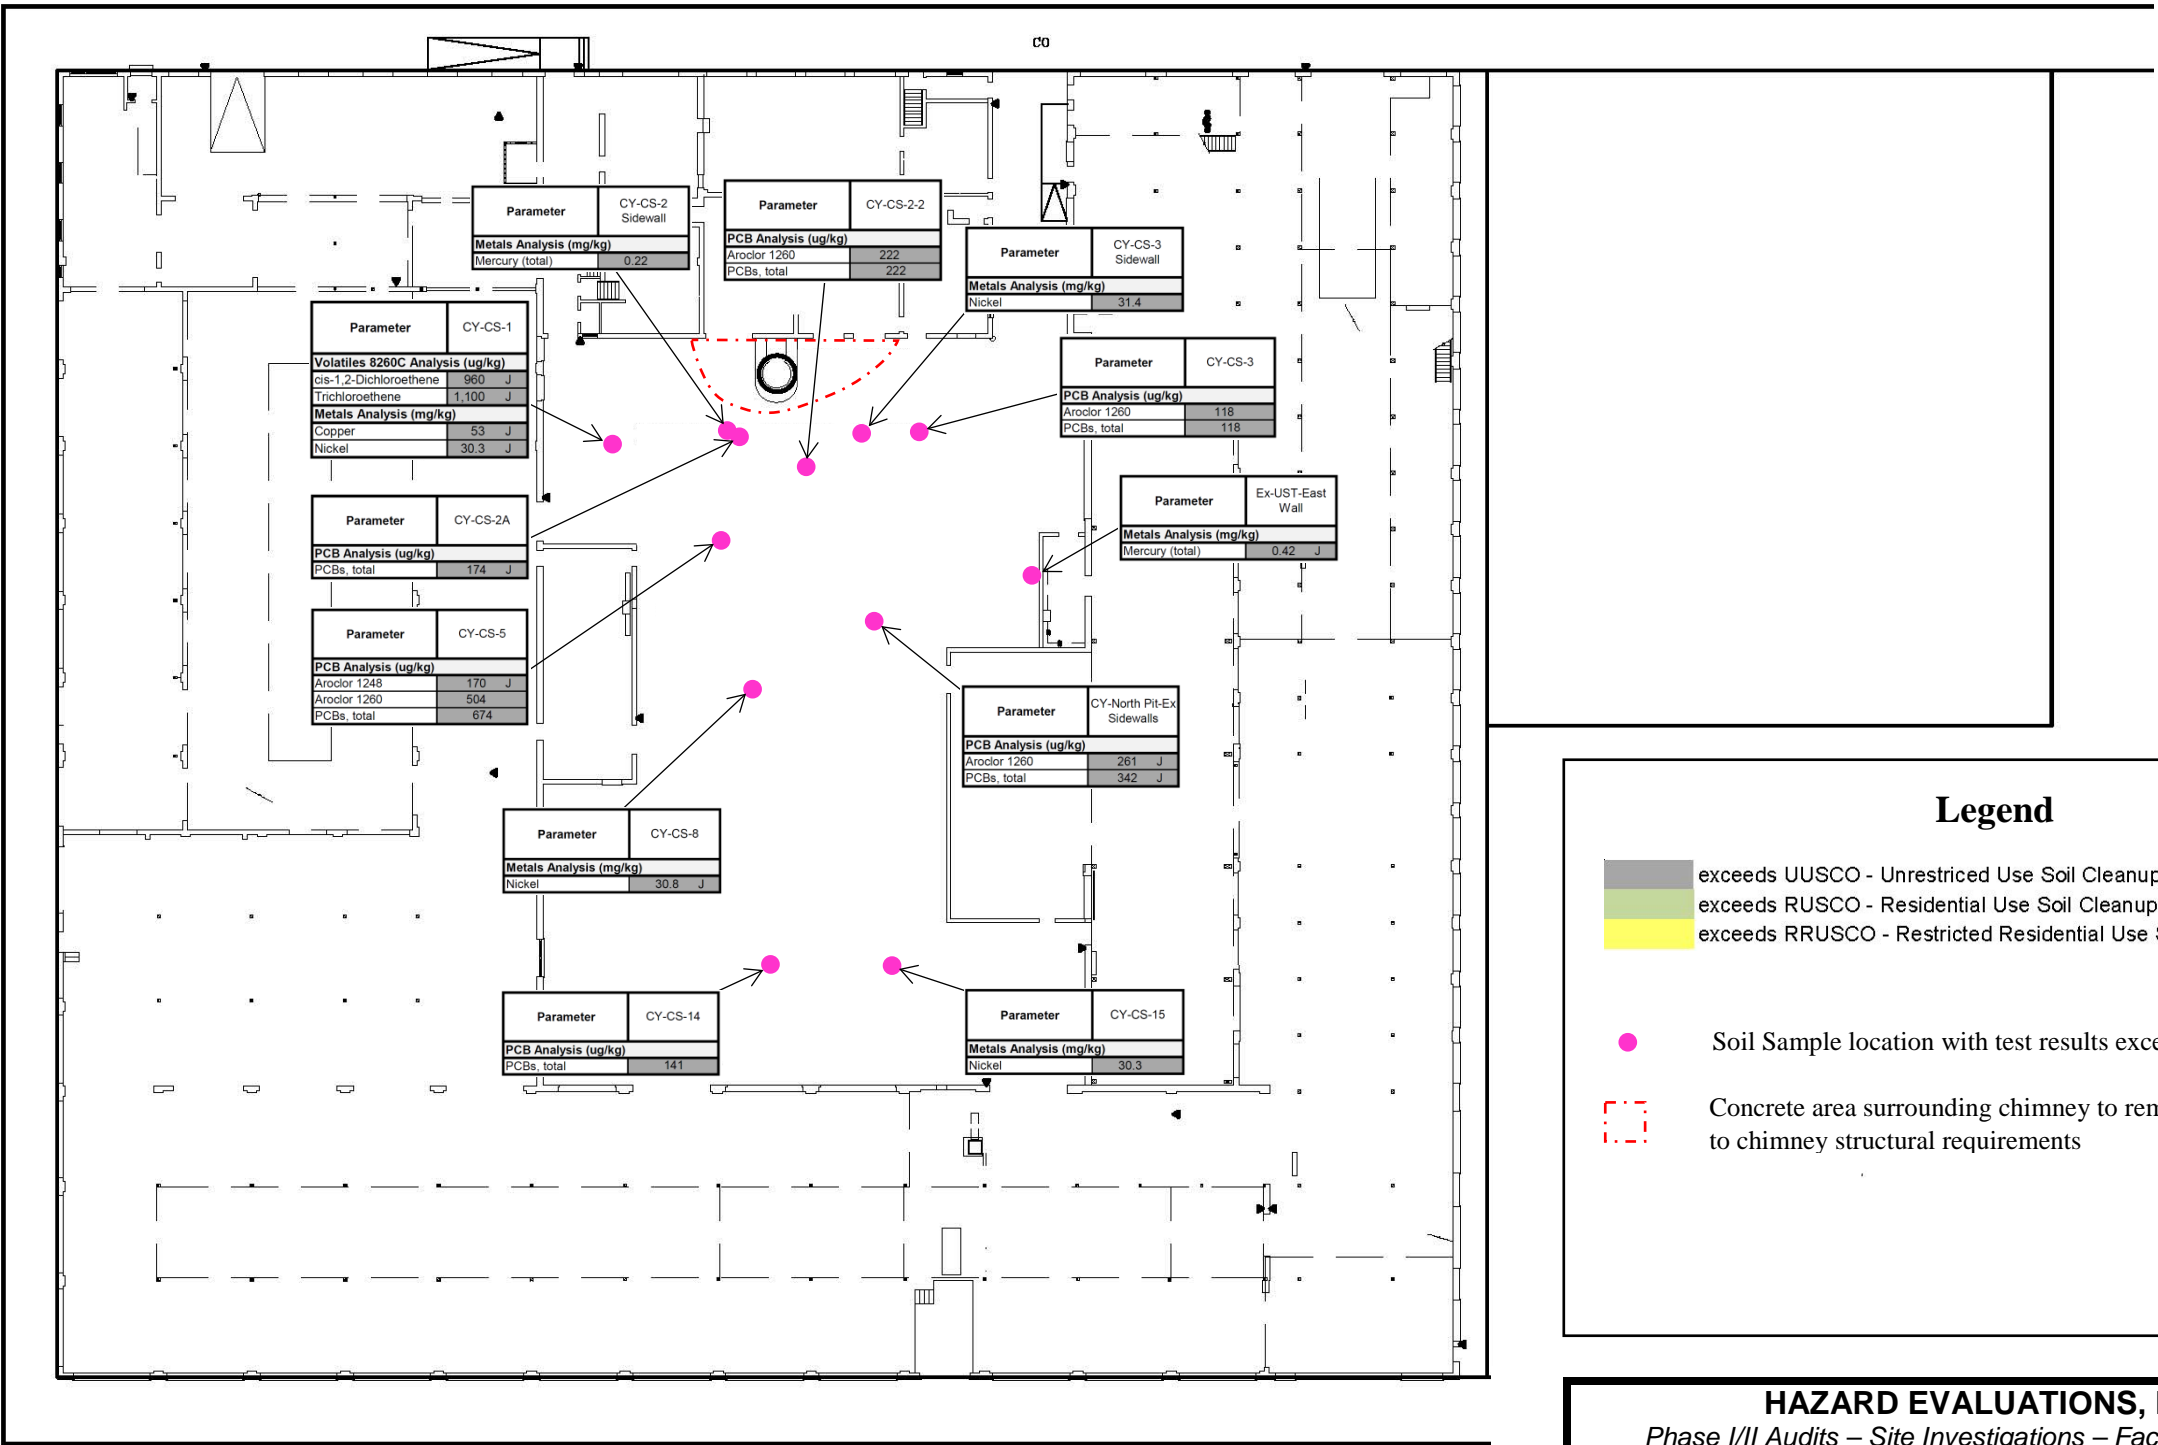 CO
Parameter CY-CS-2 Sidewall
Metals Analysis (mg/kg)
Mercury (total) 0.22
Parameter CY-CS-2-2
PCB Analysis (ug/kg)
Aroclor 1260 222
PCBs, total 222
Parameter CY-CS-3 Sidewall
Metals Analysis (mg/kg)
Nickel 31.4
Parameter CY-CS-1
Volatiles 8260C Analysis (ug/kg)
cis-1,2-Dichloroethene 960 J
Trichloroethene 1,100 J
Metals Analysis (mg/kg)
Copper 53 J
Nickel 30.3 J
Parameter CY-CS-3
PCB Analysis (ug/kg)
Aroclor 1260 118
PCBs, total 118
Parameter CY-CS-2A
PCB Analysis (ug/kg)
PCBs, total 174 J
Parameter Ex-UST-East Wall
Metals Analysis (mg/kg)
Mercury (total) 0.42 J
Parameter CY-CS-5
PCB Analysis (ug/kg)
Aroclor 1248 170 J
Aroclor 1260 504
PCBs, total 674
Parameter CY-North Pit-Ex Sidewalls
PCB Analysis (ug/kg)
Aroclor 1260 261 J
PCBs, total 342 J
Parameter CY-CS-8
Metals Analysis (mg/kg)
Nickel 30.8 J
Parameter CY-CS-14
PCB Analysis (ug/kg)
PCBs, total 141
Parameter CY-CS-15
Metals Analysis (mg/kg)
Nickel 30.3
Legend
exceeds UUSCO - Unrestriced Use Soil Cleanup
exceeds RUSCO - Residential Use Soil Cleanup
exceeds RRUSCO - Restricted Residential Use
Soil Sample location with test results
Concrete area surrounding chimney to
to chimney structural requirements
HAZARD EVALUATIONS,
Phase I/II Audits – Site Investigations –